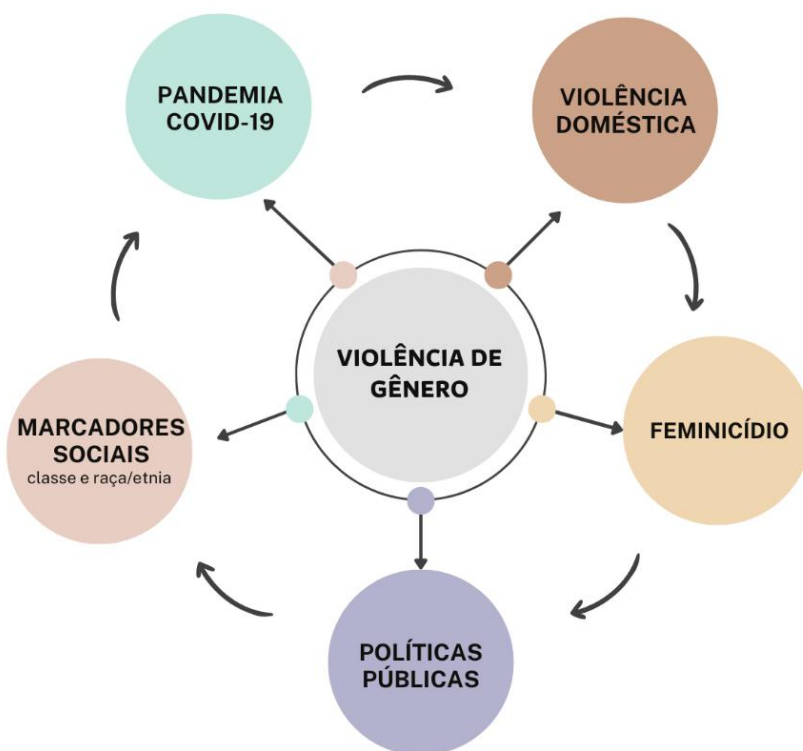 PANDEMIA
COVID-19
VIOLÊNCIA
DOMÉSTICA
VIOLÊNCIA DE
GÊNERO
MARCADORES
SOCIAIS
classe e raça/etnia
FEMINICÍDIO
POLÍTICAS
PÚBLICAS